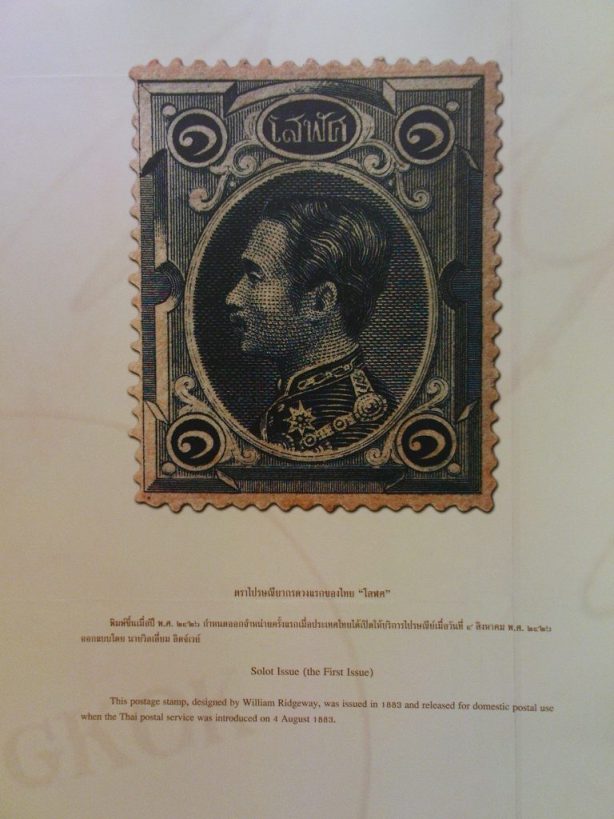 ๑ โสฬศ ๑
๑ ๑
ตราไปรษณียากรดวงแรกของไทย “โสฬศ”
พิมพ์ขึ้นเมื่อปี พ.ศ. ๒๔๒๖ กำหนดออกจำหน่ายครั้งแรกเมื่อประเทศไทยได้เปิดให้บริการไปรษณีย์เมื่อวันที่ ๔ สิงหาคม พ.ศ. ๒๔๒๖
ออกแบบโดย นายวิลเลี่ยม ริดจ์เวย์
Solot Issue (the First Issue)
This postage stamp, designed by William Ridgeway, was issued in 1883 and released for domestic postal use
when the Thai postal service was introduced on 4 August 1883.